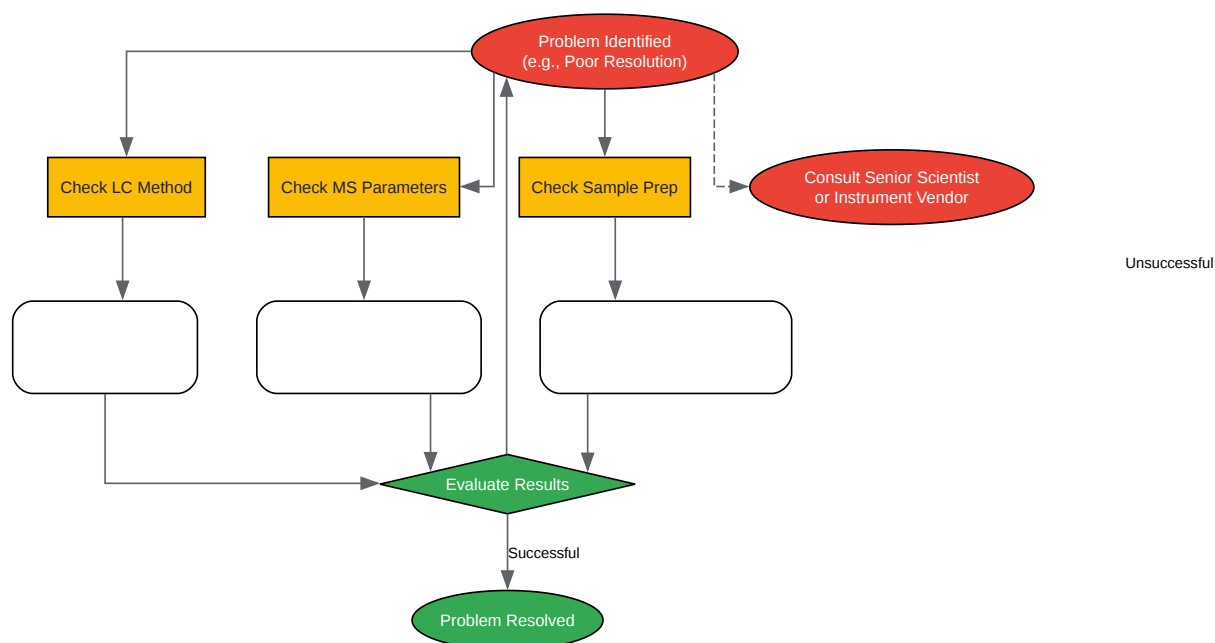 Problem Identified
(e.g., Poor Resolution)
Check LC Method
Check MS Parameters
Check Sample Prep
Consult Senior Scientist
or Instrument Vendor
Unsuccessful
Evaluate Results
Successful
Problem Resolved